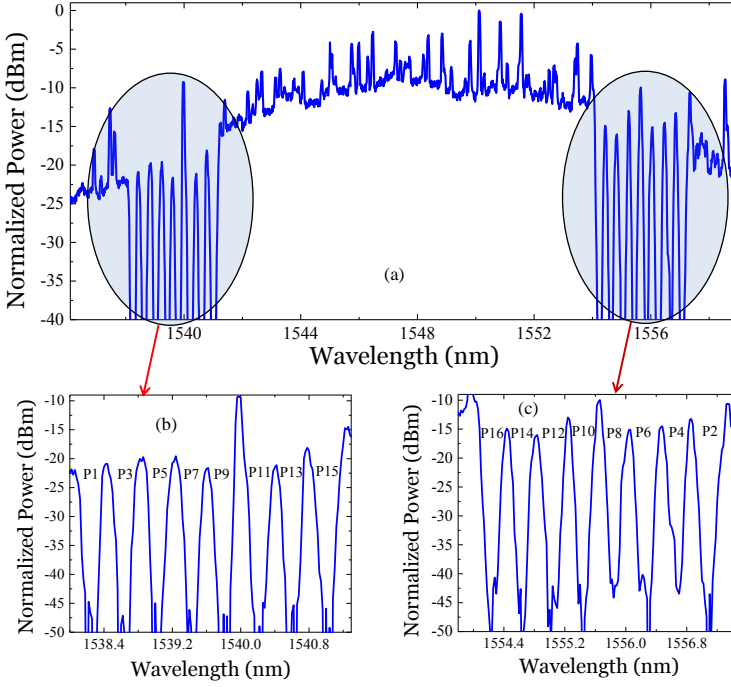 0
-5
-10
-15
-20
-25
-30
-35
-40
Normalized Power (dBm)
(a)
1540 1544 1548 1552 1556
Wavelength (nm)
-10
-15
-20
-25
-30
-35
-40
-45
-50
Normalized Power (dBm)
(b)
P1 P3 P5 P7 P9 P11 P13 P15
1538.4 1539.2 1540.0 1540.8
Wavelength (nm)
-10
-15
-20
-25
-30
-35
-40
-45
-50
Normalized Power (dBm)
(c)
P16 P14 P12 P10 P8 P6 P4 P2
1554.4 1555.2 1556.0 1556.8
Wavelength (nm)